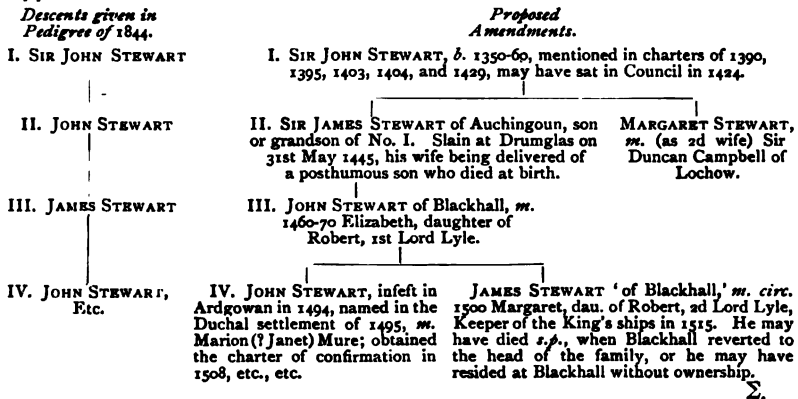 Descents given in
Pedigree of 1844.
I. SIR JOHN STEWART
II. JOHN STEWART
III. JAMES STEWART
IV. JOHN STEWART,
Etc.
Proposed
Amendments.
I. SIR JOHN STEWART, b. 1350-60, mentioned in charters of 1390,
1395, 1403, 1404, and 1429, may have sat in Council in 1424.
II. SIR JAMES STEWART of Auchingoun, son
or grandson of No. I. Slain at Drumglas on
31st May 1445, his wife being delivered of
a posthumous son who died at birth.
MARGARET STEWART,
m. (as 2d wife) Sir
Duncan Campbell of
Lochow.
III. JOHN STEWART of Blackhall, m.
1460-70 Elizabeth, daughter of
Robert, 1st Lord Lyle.
IV. JOHN STEWART, infeft in
Ardgowan in 1494, named in the
Duchal settlement of 1495, m.
Marion (? Janet) Mure; obtained
the charter of confirmation in
1508, etc., etc.
JAMES STEWART 'of Blackhall,' m. circ.
1500 Margaret, dau. of Robert, 2d Lord Lyle,
Keeper of the King's ships in 1515. He may
have died s.p., when Blackhall reverted to
the head of the family, or he may have
resided at Blackhall without ownership.
Σ.